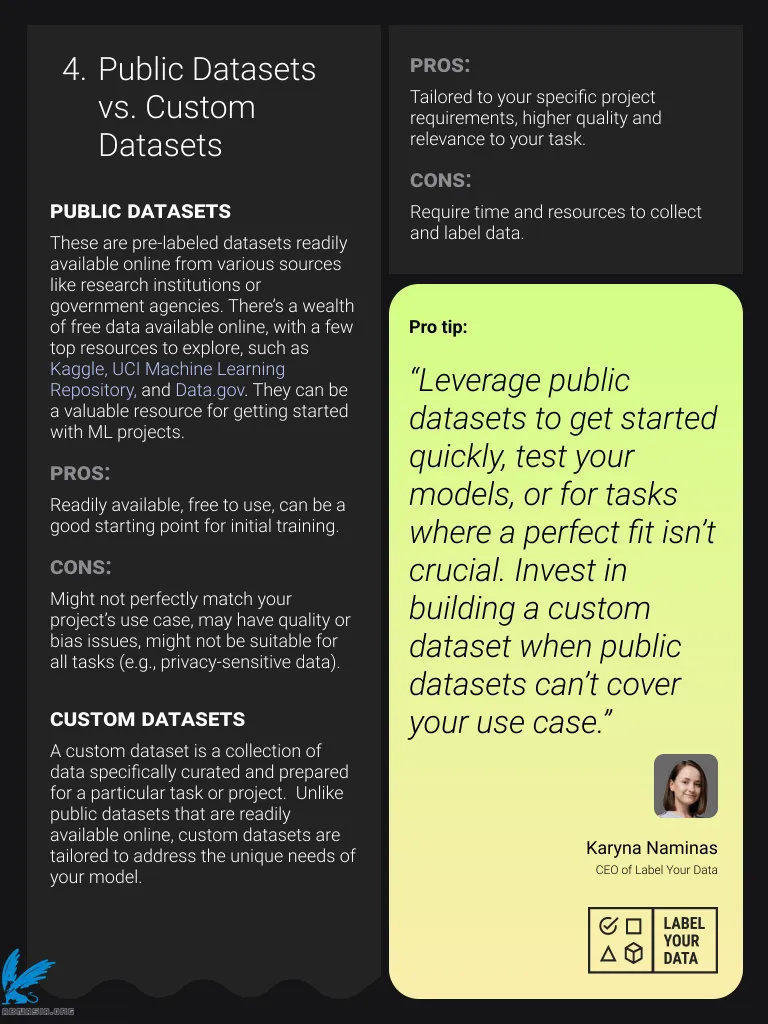 4. Public Datasets
vs. Custom
Datasets
PUBLIC DATASETS
These are pre-labeled datasets readily
available online from various sources
like research institutions or
government agencies. There’s a wealth
of free data available online, with a few
top resources to explore, such as
Kaggle, UCI Machine Learning
Repository, and Data.gov. They can be
a valuable resource for getting started
with ML projects.
PROS:
Readily available, free to use, can be a
good starting point for initial training.
CONS:
Might not perfectly match your
project’s use case, may have quality or
bias issues, might not be suitable for
all tasks (e.g., privacy-sensitive data).
CUSTOM DATASETS
A custom dataset is a collection of
data specifically curated and prepared
for a particular task or project.  Unlike
public datasets that are readily
available online, custom datasets are
tailored to address the unique needs of
your model.
PROS:
Tailored to your specific project
requirements, higher quality and
relevance to your task.
CONS:
Require time and resources to collect
and label data.
Pro tip:
“Leverage public
datasets to get started
quickly, test your
models, or for tasks
where a perfect fit isn’t
crucial. Invest in
building a custom
dataset when public
datasets can’t cover
your use case.”
Karyna Naminas
CEO of Label Your Data
LABEL
YOUR
DATA